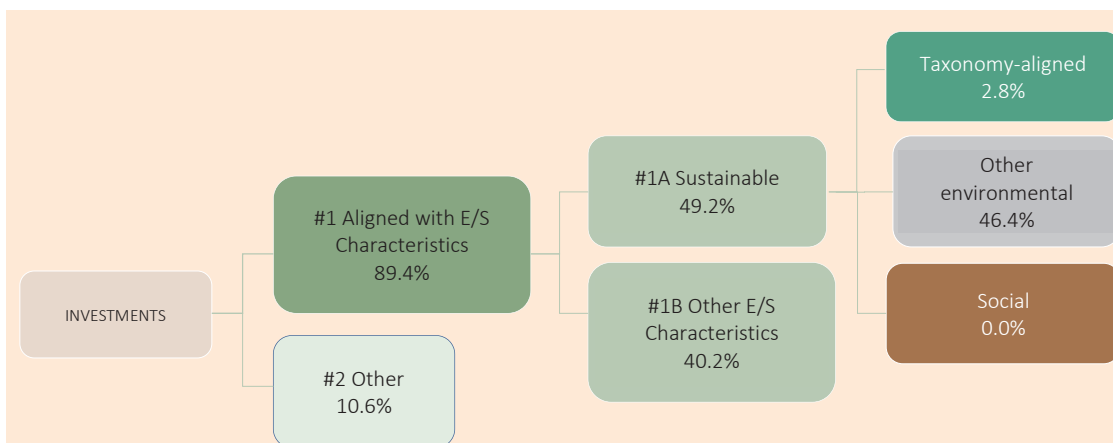 INVESTMENTS
#1 Aligned with E/S
Characteristics
89.4%
#2 Other
10.6%
#1A Sustainable
49.2%
#1B Other E/S
Characteristics
40.2%
Taxonomy-aligned
2.8%
Other
environmental
46.4%
Social
0.0%